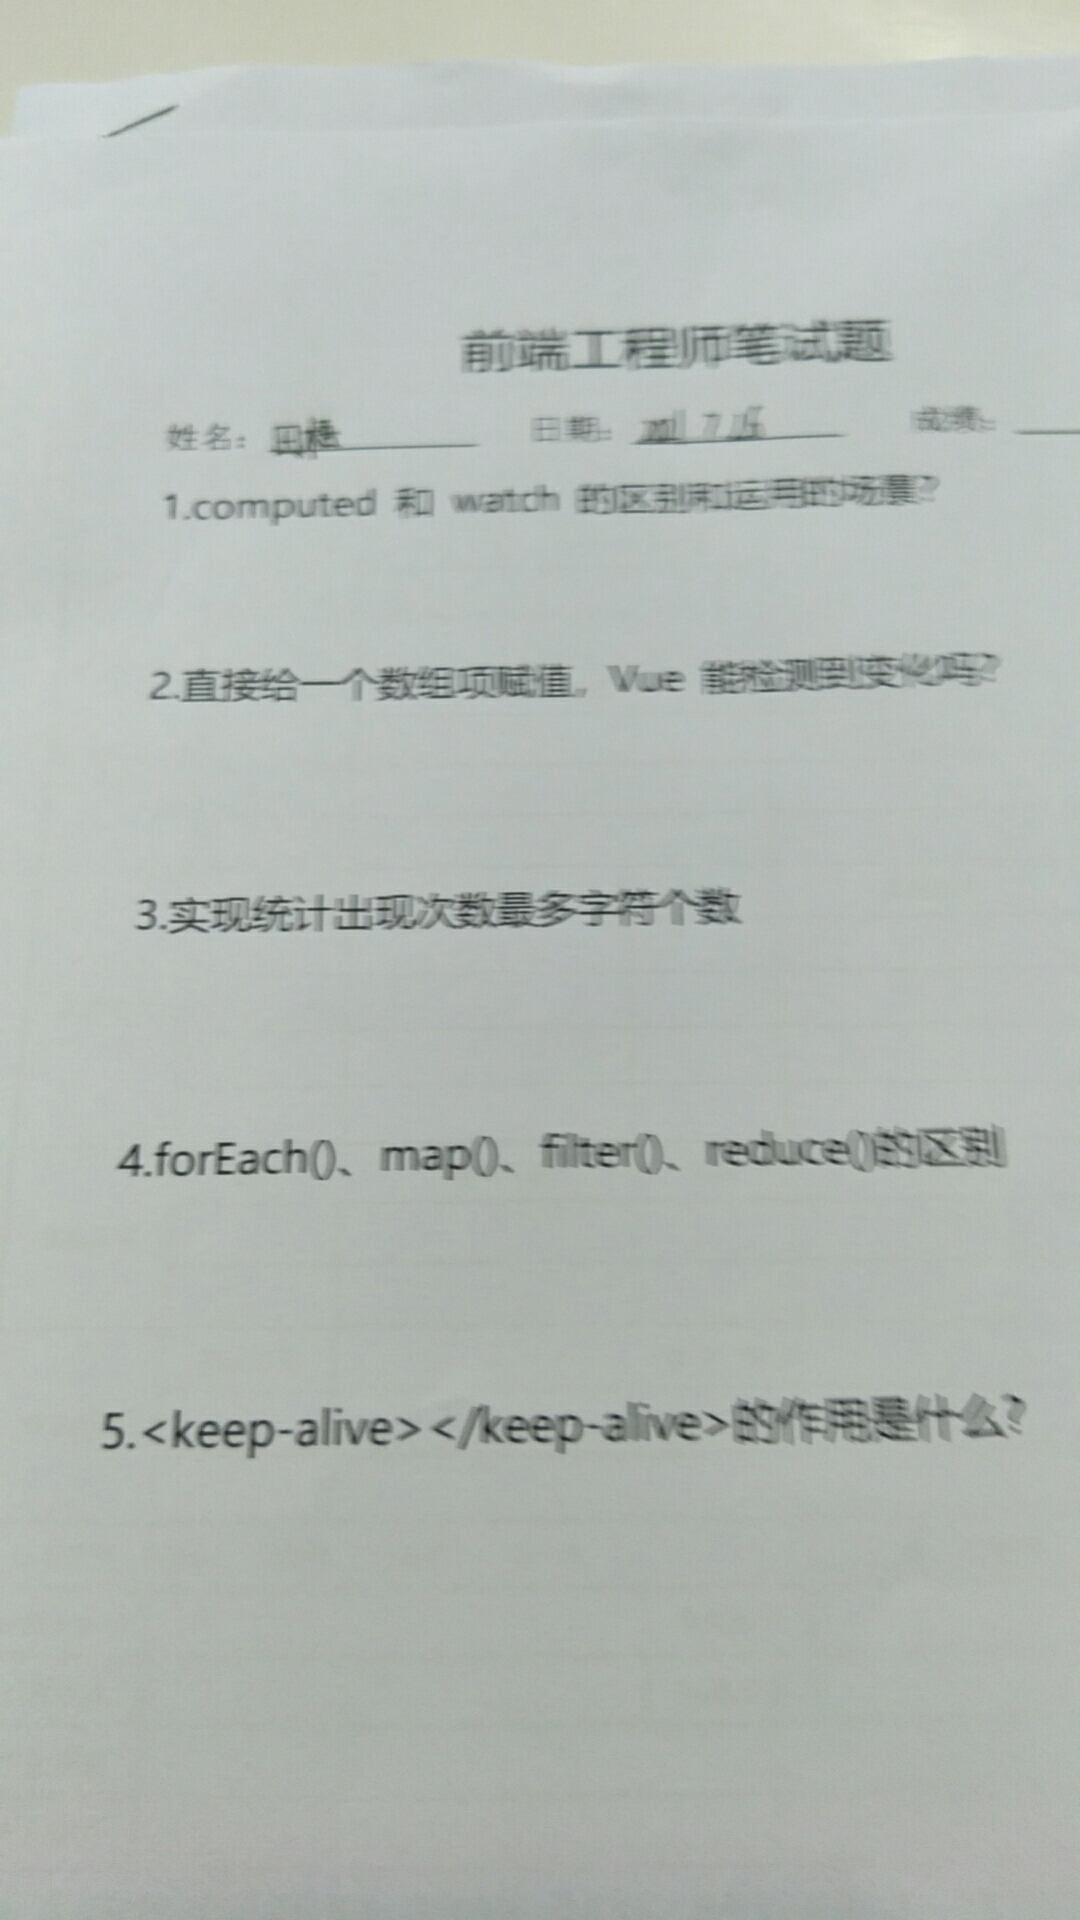 前端工程师笔试题
姓名： 日期： 成绩：
1.computed 和 watch 的区别和运用的场景？
2.直接给一个数组项赋值，Vue 能检测到变化吗？
3.实现统计出现次数最多字符个数
4.forEach()、map()、filter()、reduce()的区别
5.<keep-alive></keep-alive>的作用是什么？